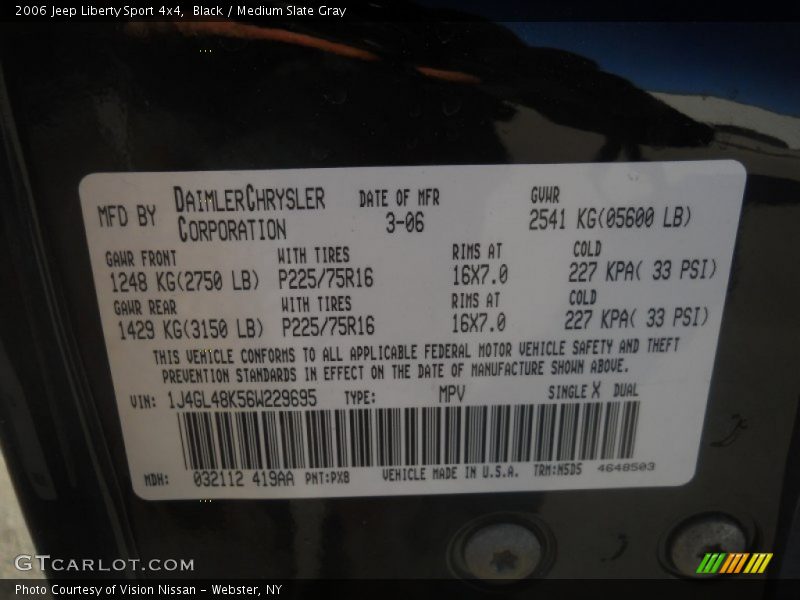 2006 Jeep Liberty Sport 4x4, Black / Medium Slate Gray
MFD BY DAIMLERCHRYSLER CORPORATION DATE OF MFR 3-06 GVWR 2541 KG(05600 LB)
GAWR FRONT WITH TIRES RIMS AT COLD
1248 KG(2750 LB) P225/75R16 16X7.0 227 KPA( 33 PSI)
GAWR REAR WITH TIRES RIMS AT COLD
1429 KG(3150 LB) P225/75R16 16X7.0 227 KPA( 33 PSI)
THIS VEHICLE CONFORMS TO ALL APPLICABLE FEDERAL MOTOR VEHICLE SAFETY AND THEFT
PREVENTION STANDARDS IN EFFECT ON THE DATE OF MANUFACTURE SHOWN ABOVE.
VIN: 1J4GL48K56W229695 TYPE: MPV SINGLE X DUAL
MDH: 032112 419AA PNT:PXB VEHICLE MADE IN U.S.A. TRM:N5D5 4648503
GTCARLOT.COM
Photo Courtesy of Vision Nissan - Webster, NY